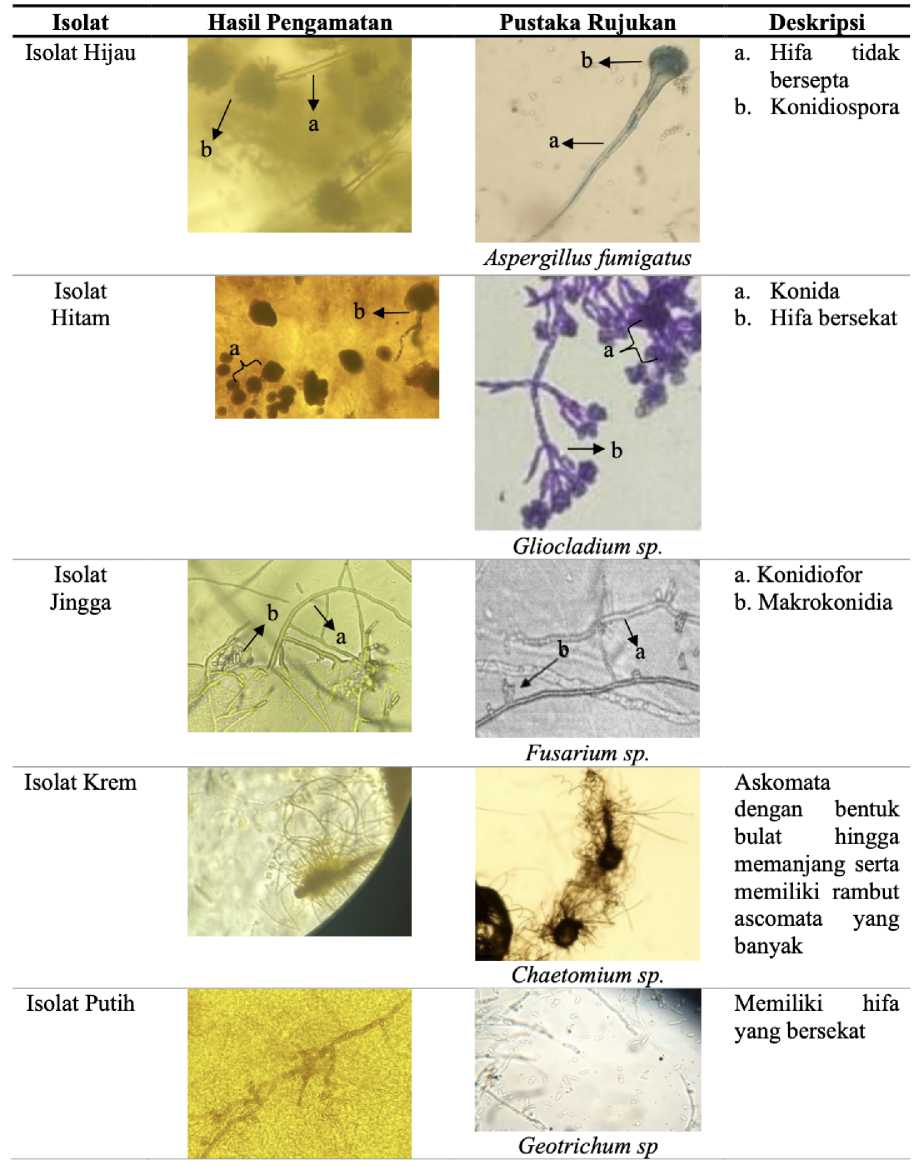 Isolat Hasil Pengamatan Pustaka Rujukan Deskripsi
Isolat Hijau
b
a
b
a
Aspergillus fumigatus
a. Hifa tidak
bersepta
b. Konidiospora
Isolat
Hitam
b
a
a
b
Gliocladium sp.
a. Konida
b. Hifa bersekat
Isolat
Jingga
b
a
b
a
Fusarium sp.
a. Konidiofor
b. Makrokonidia
Isolat Krem
Chaetomium sp.
Askomata
dengan bentuk
bulat hingga
memanjang serta
memiliki rambut
ascomata yang
banyak
Isolat Putih
Geotrichum sp
Memiliki hifa
yang bersekat